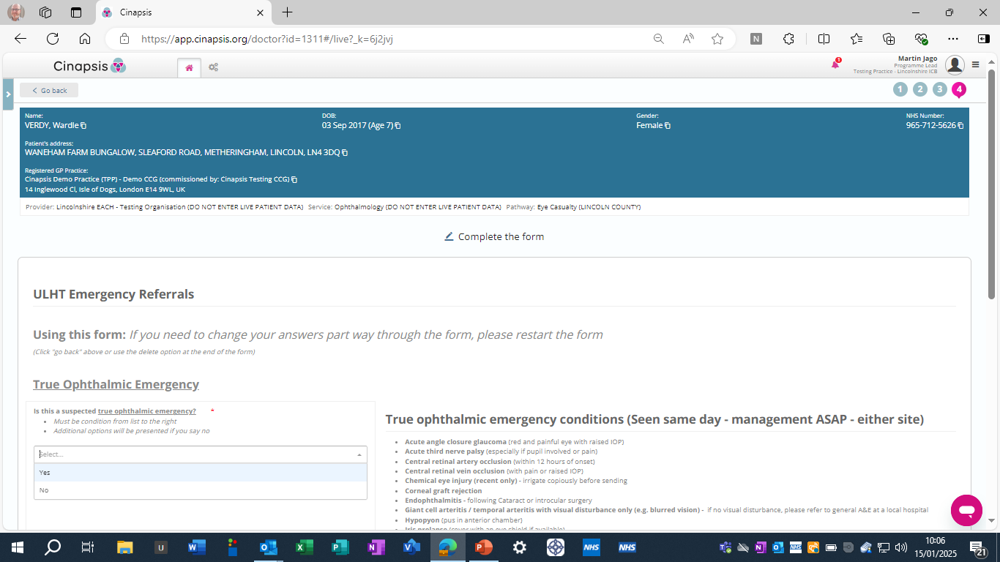 Cinapsis
https://app.cinapsis.org/doctor?id=1311#/live?_k=6j2jvj
Cinapsis
1
Martin Jago
Programme Lead
Testing Practice - Lincolnshire ICB
Go back
1 2 3 4
Name: DOB: Gender: NHS Number:
VERDY, Wardle 03 Sep 2017 (Age 7) Female 965-712-5626
Patient's address:
WANEHAM FARM BUNGALOW, SLEAFORD ROAD, METHERINGHAM, LINCOLN, LN4 3DQ
Registered GP Practice:
Cinapsis Demo Practice (TPP) - Demo CCG (commissioned by: Cinapsis Testing CCG)
14 Inglewood Cl, Isle of Dogs, London E14 9WL, UK
Provider: Lincolnshire EACH - Testing Organisation (DO NOT ENTER LIVE PATIENT DATA) Service: Ophthalmology (DO NOT ENTER LIVE PATIENT DATA) Pathway: Eye Casualty (LINCOLN COUNTY)
Complete the form
ULHT Emergency Referrals
Using this form: If you need to change your answers part way through the form, please restart the form
(Click "go back" above or use the delete option at the end of the form)
True Ophthalmic Emergency
Is this a suspected true ophthalmic emergency? *
• Must be condition from list to the right
• Additional options will be presented if you say no
Select...
Yes
No
True ophthalmic emergency conditions (Seen same day - management ASAP - either site)
• Acute angle closure glaucoma (red and painful eye with raised IOP)
• Acute third nerve palsy (especially if pupil involved or pain)
• Central retinal artery occlusion (within 12 hours of onset)
• Central retinal vein occlusion (with pain or raised IOP)
• Chemical eye injury (recent only) - irrigate copiously before sending
• Corneal graft rejection
• Endophthalmitis - following Cataract or introcular surgery
• Giant cell arteritis / temporal arteritis with visual disturbance only (e.g. blurred vision) - if no visual disturbance, please refer to general A&E at a local hospital
• Hypopyon (pus in anterior chamber)
• Iris prolapse (cover with an eye shield if available)
10:06
15/01/2025
21